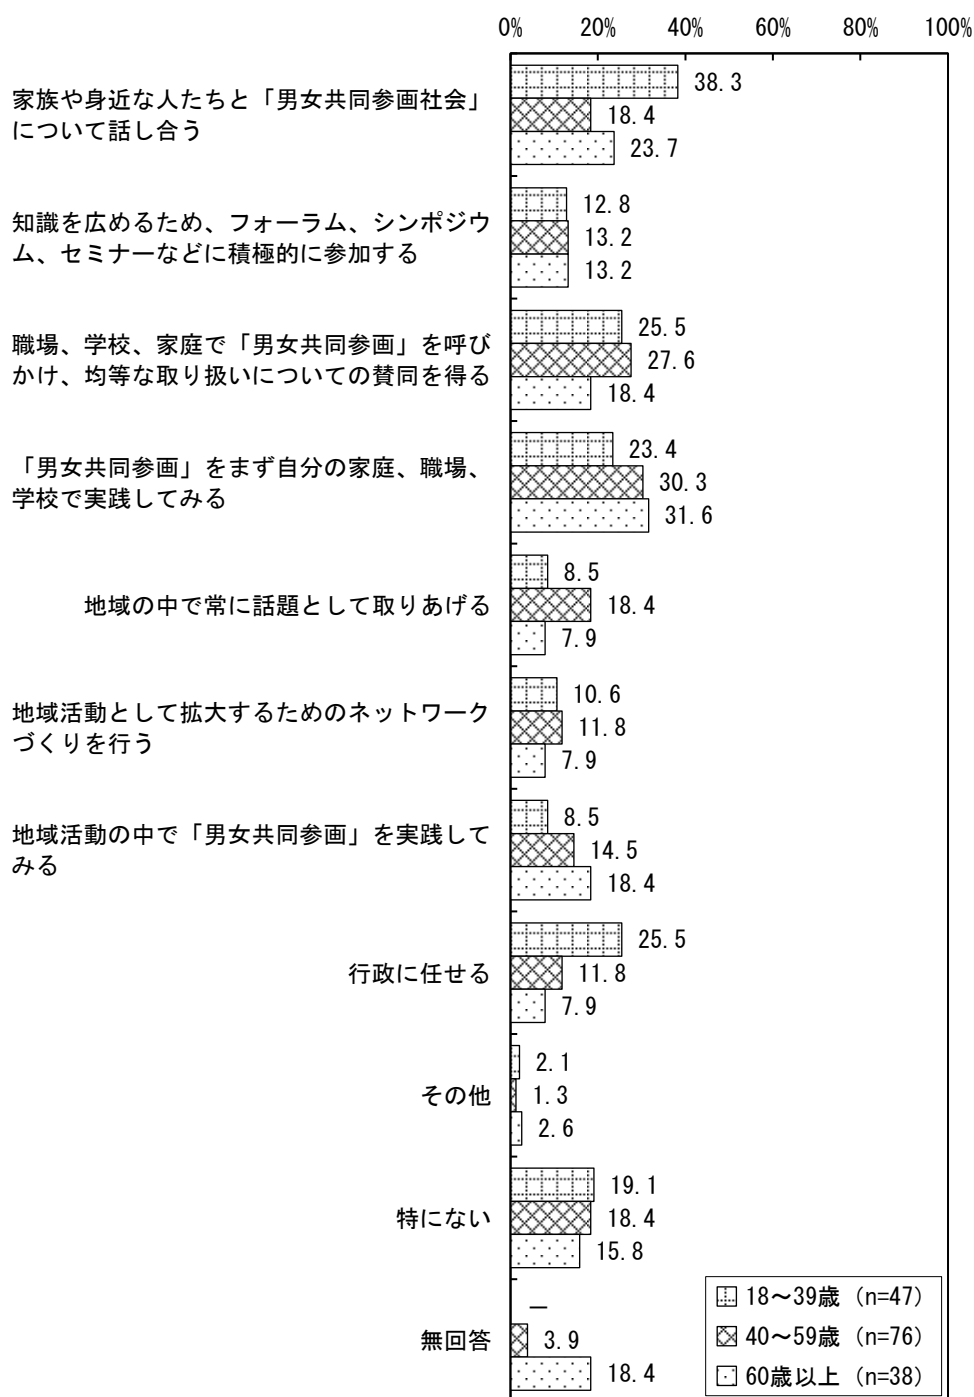 0% 20% 40% 60% 80% 100%
家族や身近な人たちと「男女共同参画社会」
について話し合う
38.3
18.4
23.7
知識を広めるため、フォーラム、シンポジウ
ム、セミナーなどに積極的に参加する
12.8
13.2
13.2
職場、学校、家庭で「男女共同参画」を呼び
かけ、均等な取り扱いについての賛同を得る
25.5
27.6
18.4
「男女共同参画」をまず自分の家庭、職場、
学校で実践してみる
23.4
30.3
31.6
地域の中で常に話題として取りあげる
8.5
18.4
7.9
地域活動として拡大するためのネットワーク
づくりを行う
10.6
11.8
7.9
地域活動の中で「男女共同参画」を実践して
みる
8.5
14.5
18.4
行政に任せる
25.5
11.8
7.9
その他
2.1
1.3
2.6
特にない
19.1
18.4
15.8
無回答
－
3.9
18.4
18～39歳（n=47）
40～59歳（n=76）
60歳以上（n=38）